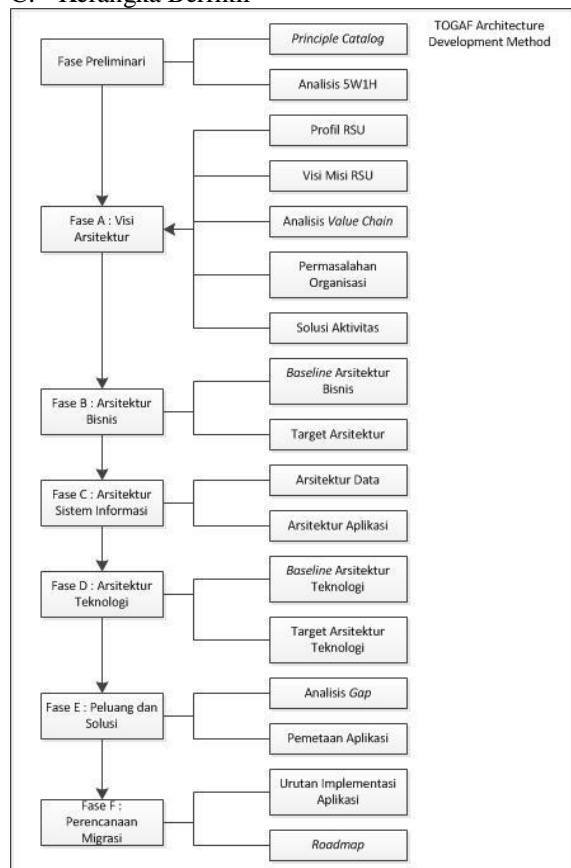 C. Kerangka Berfikir
TOGAF Architecture
Development Method
Fase Preliminari
Principle Catalog
Analisis 5W1H
Fase A : Visi
Arsitektur
Profil RSU
Visi Misi RSU
Analisis Value Chain
Permasalahan
Organisasi
Solusi Aktivitas
Fase B : Arsitektur
Bisnis
Baseline Arsitektur
Bisnis
Target Arsitektur
Fase C : Arsitektur
Sistem Informasi
Arsitektur Data
Arsitektur Aplikasi
Fase D : Arsitektur
Teknologi
Baseline Arsitektur
Teknologi
Target Arsitektur
Teknologi
Fase E : Peluang dan
Solusi
Analisis Gap
Pemetaan Aplikasi
Fase F :
Perencanaan
Migrasi
Urutan Implementasi
Aplikasi
Roadmap